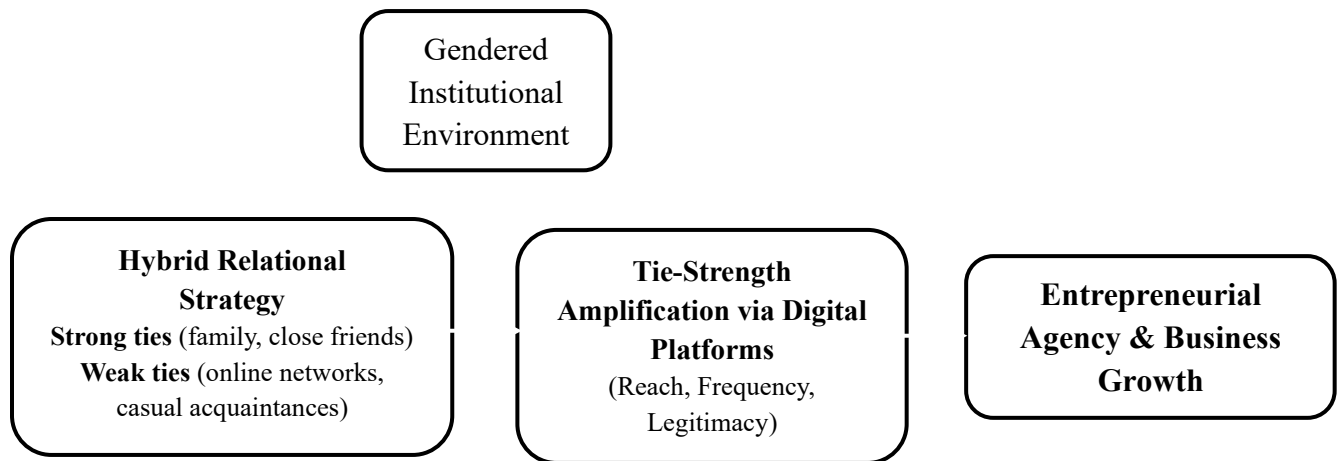 Gendered
Institutional
Environment
Hybrid Relational
Strategy
Strong ties (family, close friends)
Weak ties (online networks,
casual acquaintances)
Tie-Strength
Amplification via Digital
Platforms
(Reach, Frequency,
Legitimacy)
Entrepreneurial
Agency & Business
Growth